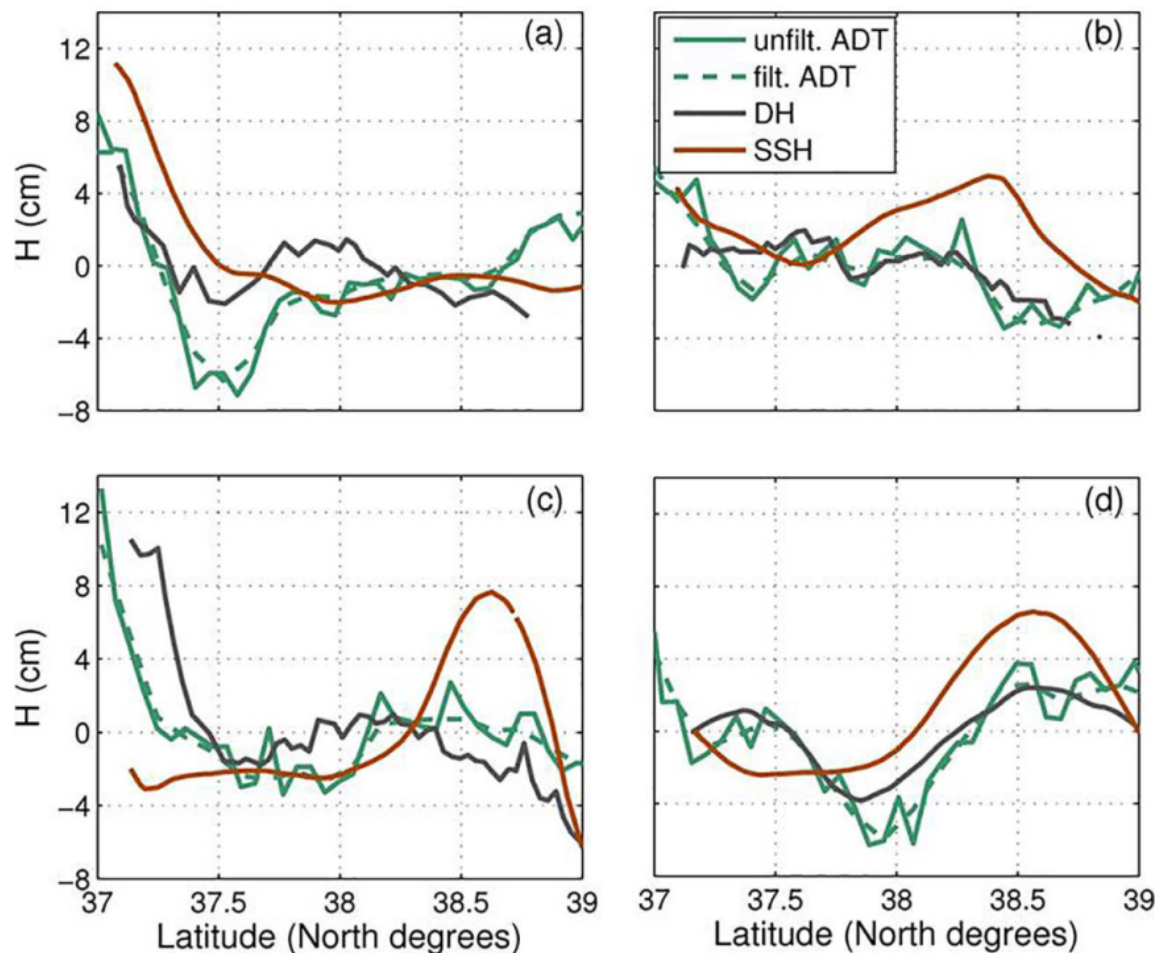 (a)
12
8
4
0
−4
−8
H (cm)
(b)
unfilt. ADT
filt. ADT
DH
SSH
(c)
12
8
4
0
−4
−8
H (cm)
37
37.5
38
38.5
39
Latitude (North degrees)
(d)
37
37.5
38
38.5
39
Latitude (North degrees)